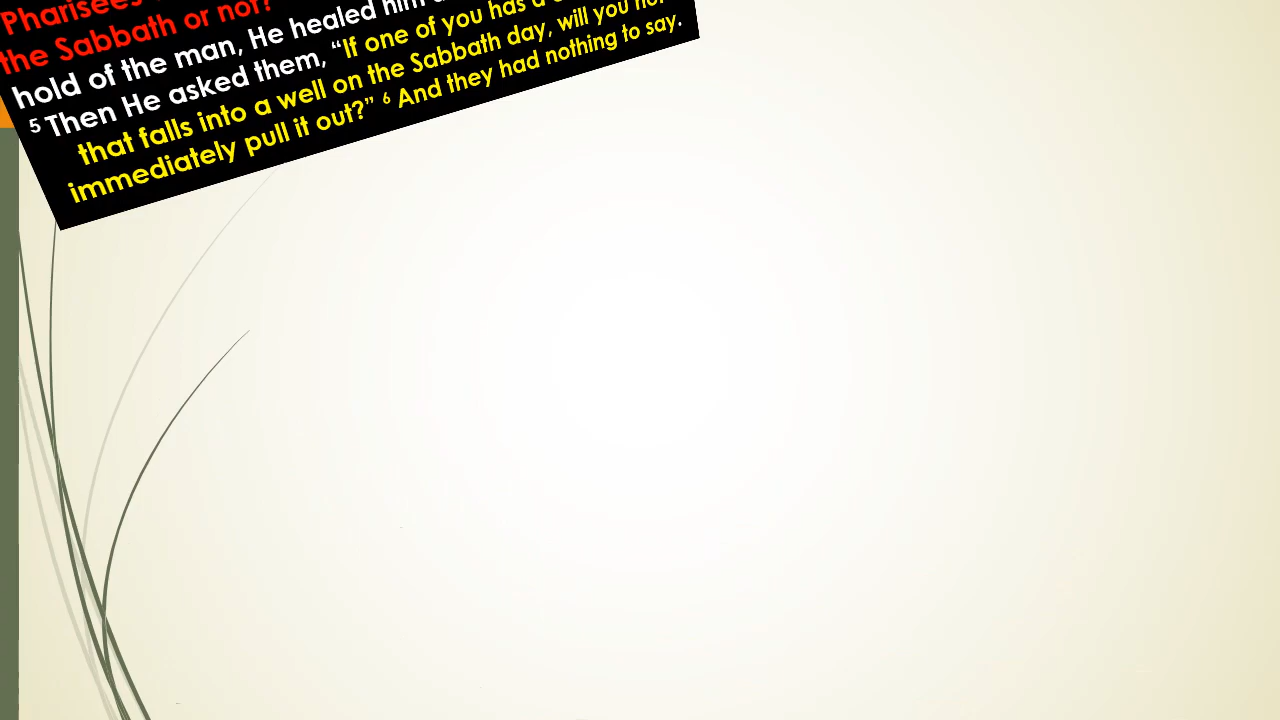 Pharisees
the Sabbath or not?
hold of the man, He healed him
5 Then He asked them, “If one of you has a
that falls into a well on the Sabbath day, will you not
immediately pull it out?” 6 And they had nothing to say.